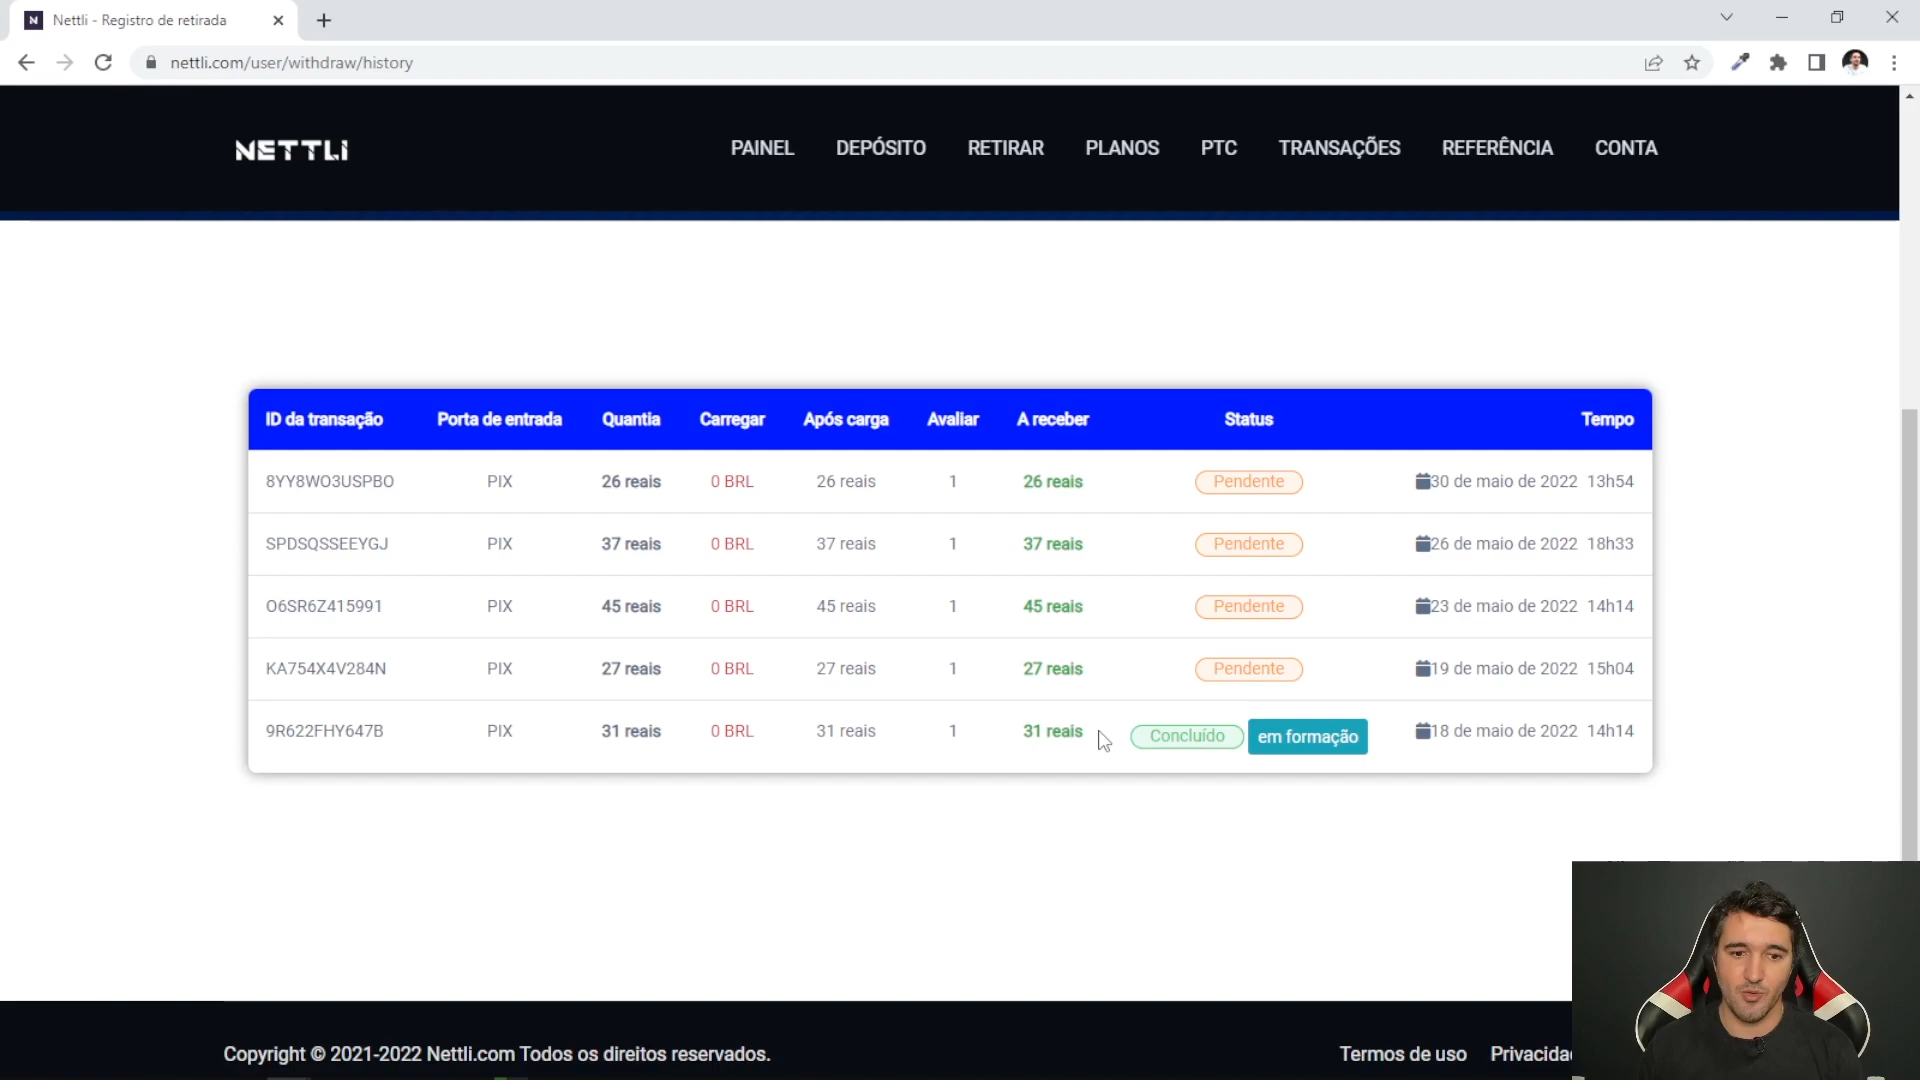 Nettli - Registro de retirada
nettli.com/user/withdraw/history
NETTLI
PAINEL DEPÓSITO RETIRAR PLANOS PTC TRANSAÇÕES REFERÊNCIA CONTA
ID da transação Porta de entrada Quantia Carregar Após carga Avaliar A receber Status Tempo
8YY8WO3USPBO PIX 26 reais 0 BRL 26 reais 1 26 reais Pendente 30 de maio de 2022 13h54
SPDSQSSEEYGJ PIX 37 reais 0 BRL 37 reais 1 37 reais Pendente 26 de maio de 2022 18h33
O6SR6Z415991 PIX 45 reais 0 BRL 45 reais 1 45 reais Pendente 23 de maio de 2022 14h14
KA754X4V284N PIX 27 reais 0 BRL 27 reais 1 27 reais Pendente 19 de maio de 2022 15h04
9R622FHY647B PIX 31 reais 0 BRL 31 reais 1 31 reais Concluído em formação 18 de maio de 2022 14h14
Copyright © 2021-2022 Nettli.com Todos os direitos reservados. Termos de uso Privacida